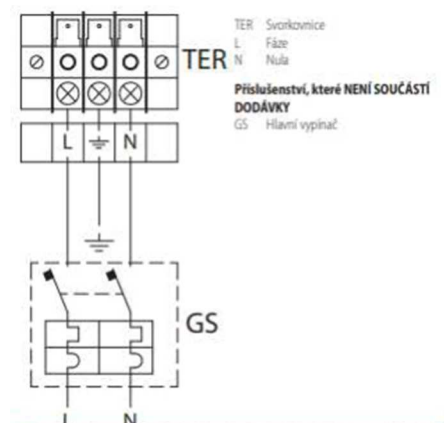 TER
TER Svorkovnice
L Fáze
N Nula
Příslušenství, které NENÍ SOUČÁSTÍ
DODÁVKY
GS Hlavní vypínač
L N
GS
L N